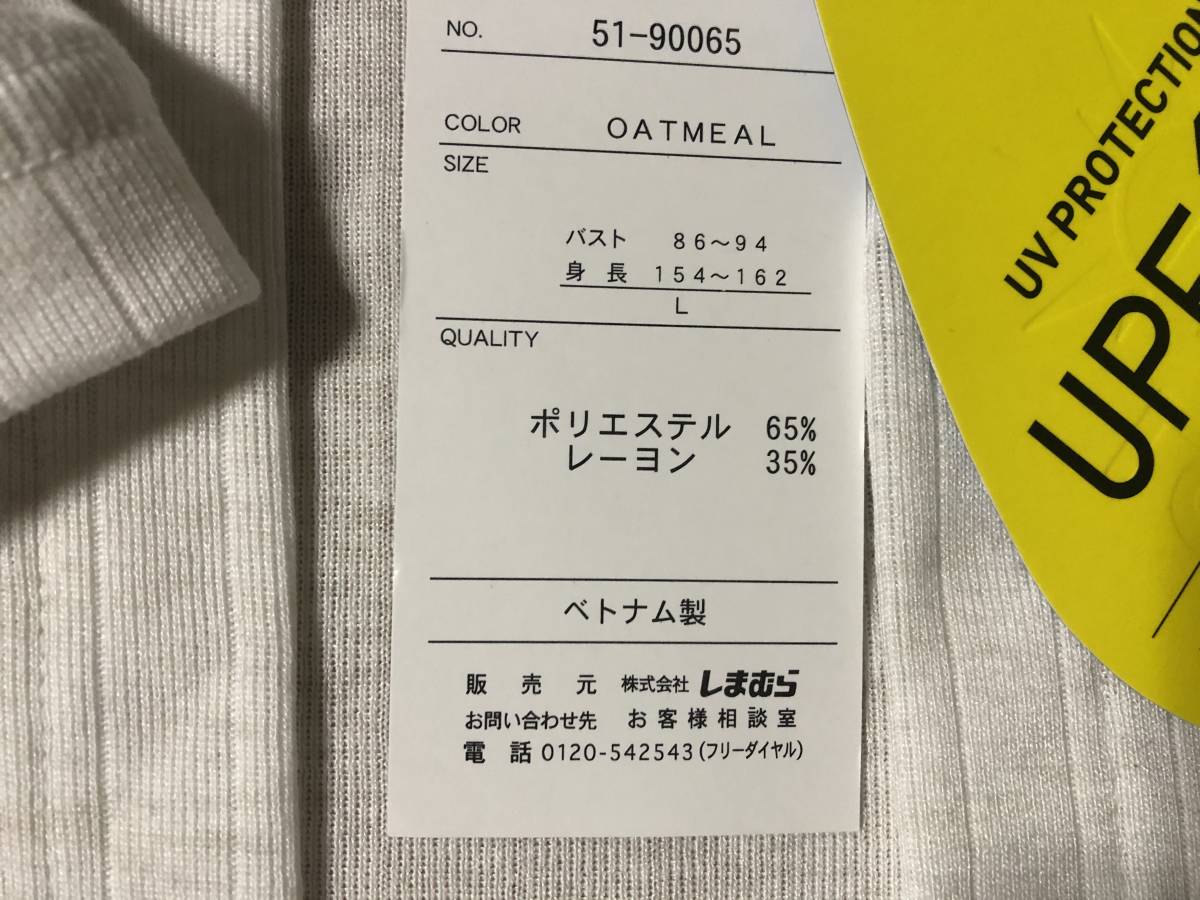 NO. 51-90065
COLOR OATMEAL
SIZE
バスト 86～94
身長 154～162
L
QUALITY
ポリエステル 65%
レーヨン 35%
ベトナム製
販売元 株式会社 しまむら
お問い合わせ先 お客様相談室
電話 0120-542543(フリーダイヤル)
UV PROTECTION